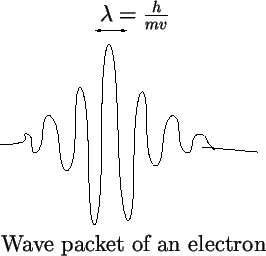 λ = h/mv
Wave packet of an electron